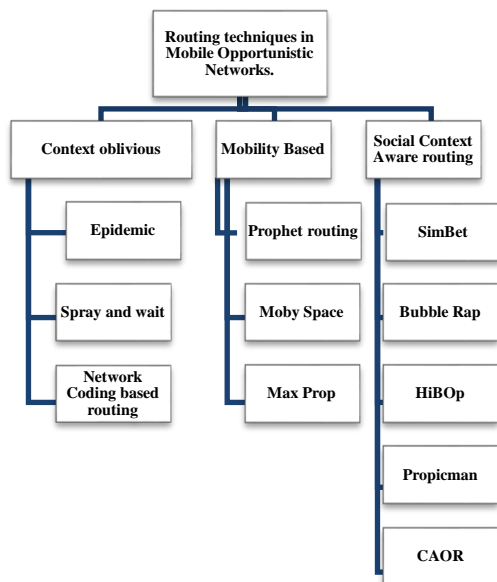 Routing techniques in
Mobile Opportunistic
Networks.
Context oblivious
Mobility Based
Social Context
Aware routing
Epidemic
Spray and wait
Network
Coding based
routing
Prophet routing
Moby Space
Max Prop
SimBet
Bubble Rap
HiBOp
Propicman
CAOR